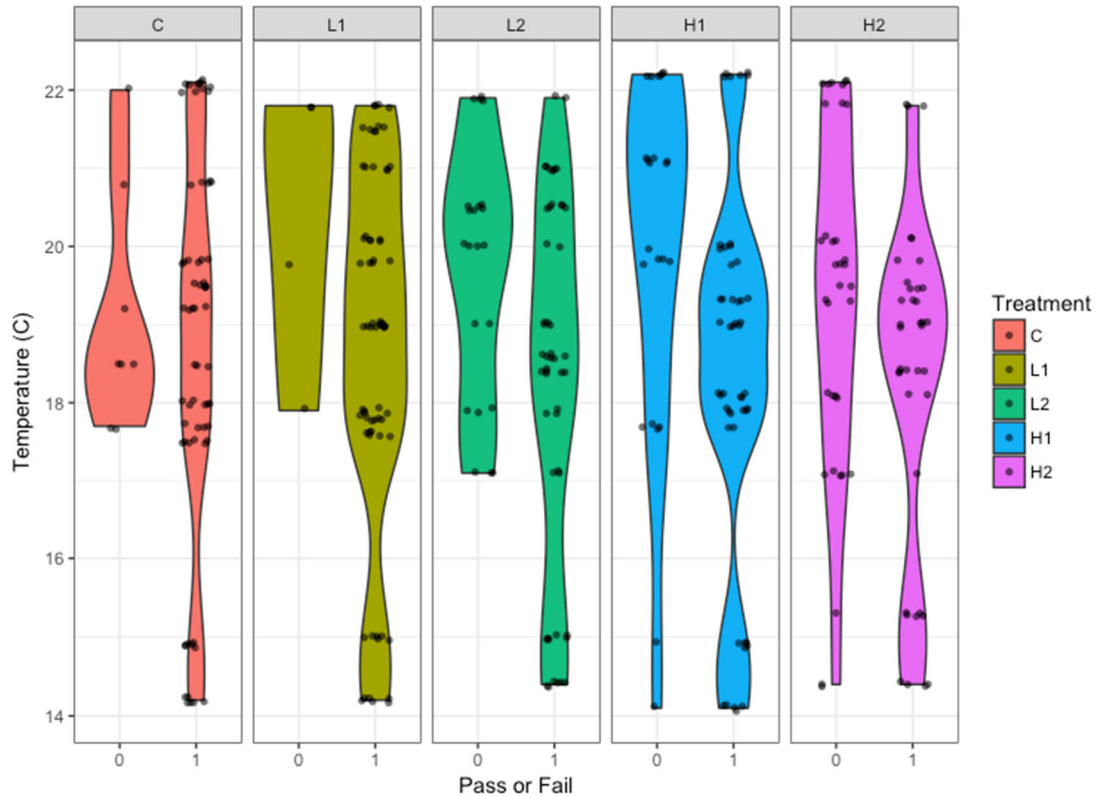 C L1 L2 H1 H2
22
20
18
16
14
Temperature (C)
0 1 0 1 0 1 0 1 0 1
Pass or Fail
Treatment
C
L1
L2
H1
H2